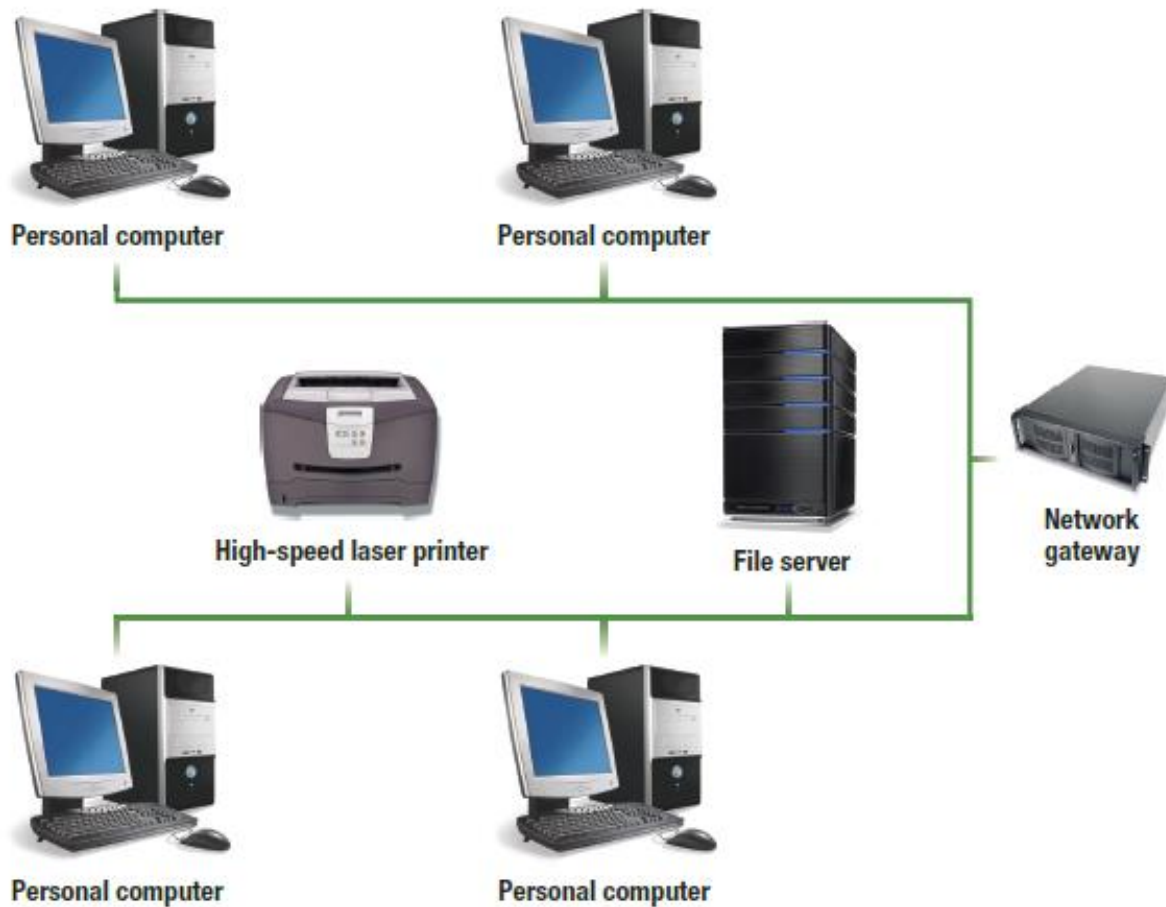 Personal computer
Personal computer
High-speed laser printer
File server
Network
gateway
Personal computer
Personal computer